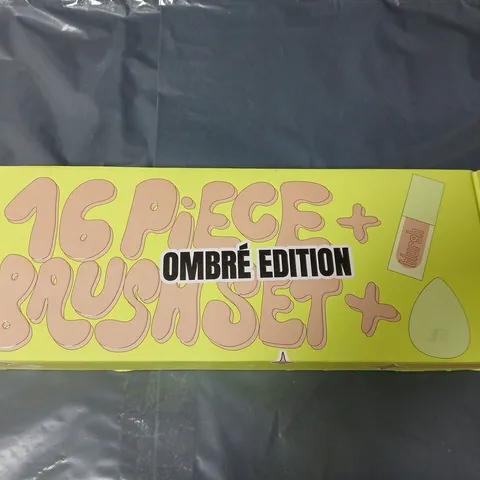 16 PiECE +
OMBRÉ EDITION
BRUSH SET +